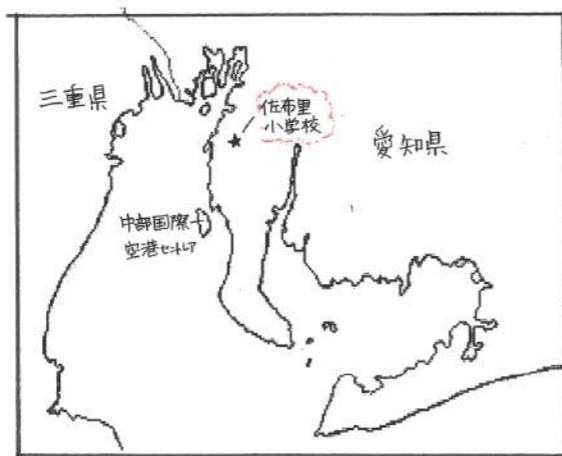 三重県
佐布里
小学校
愛知県
中部国際
空港セントレア